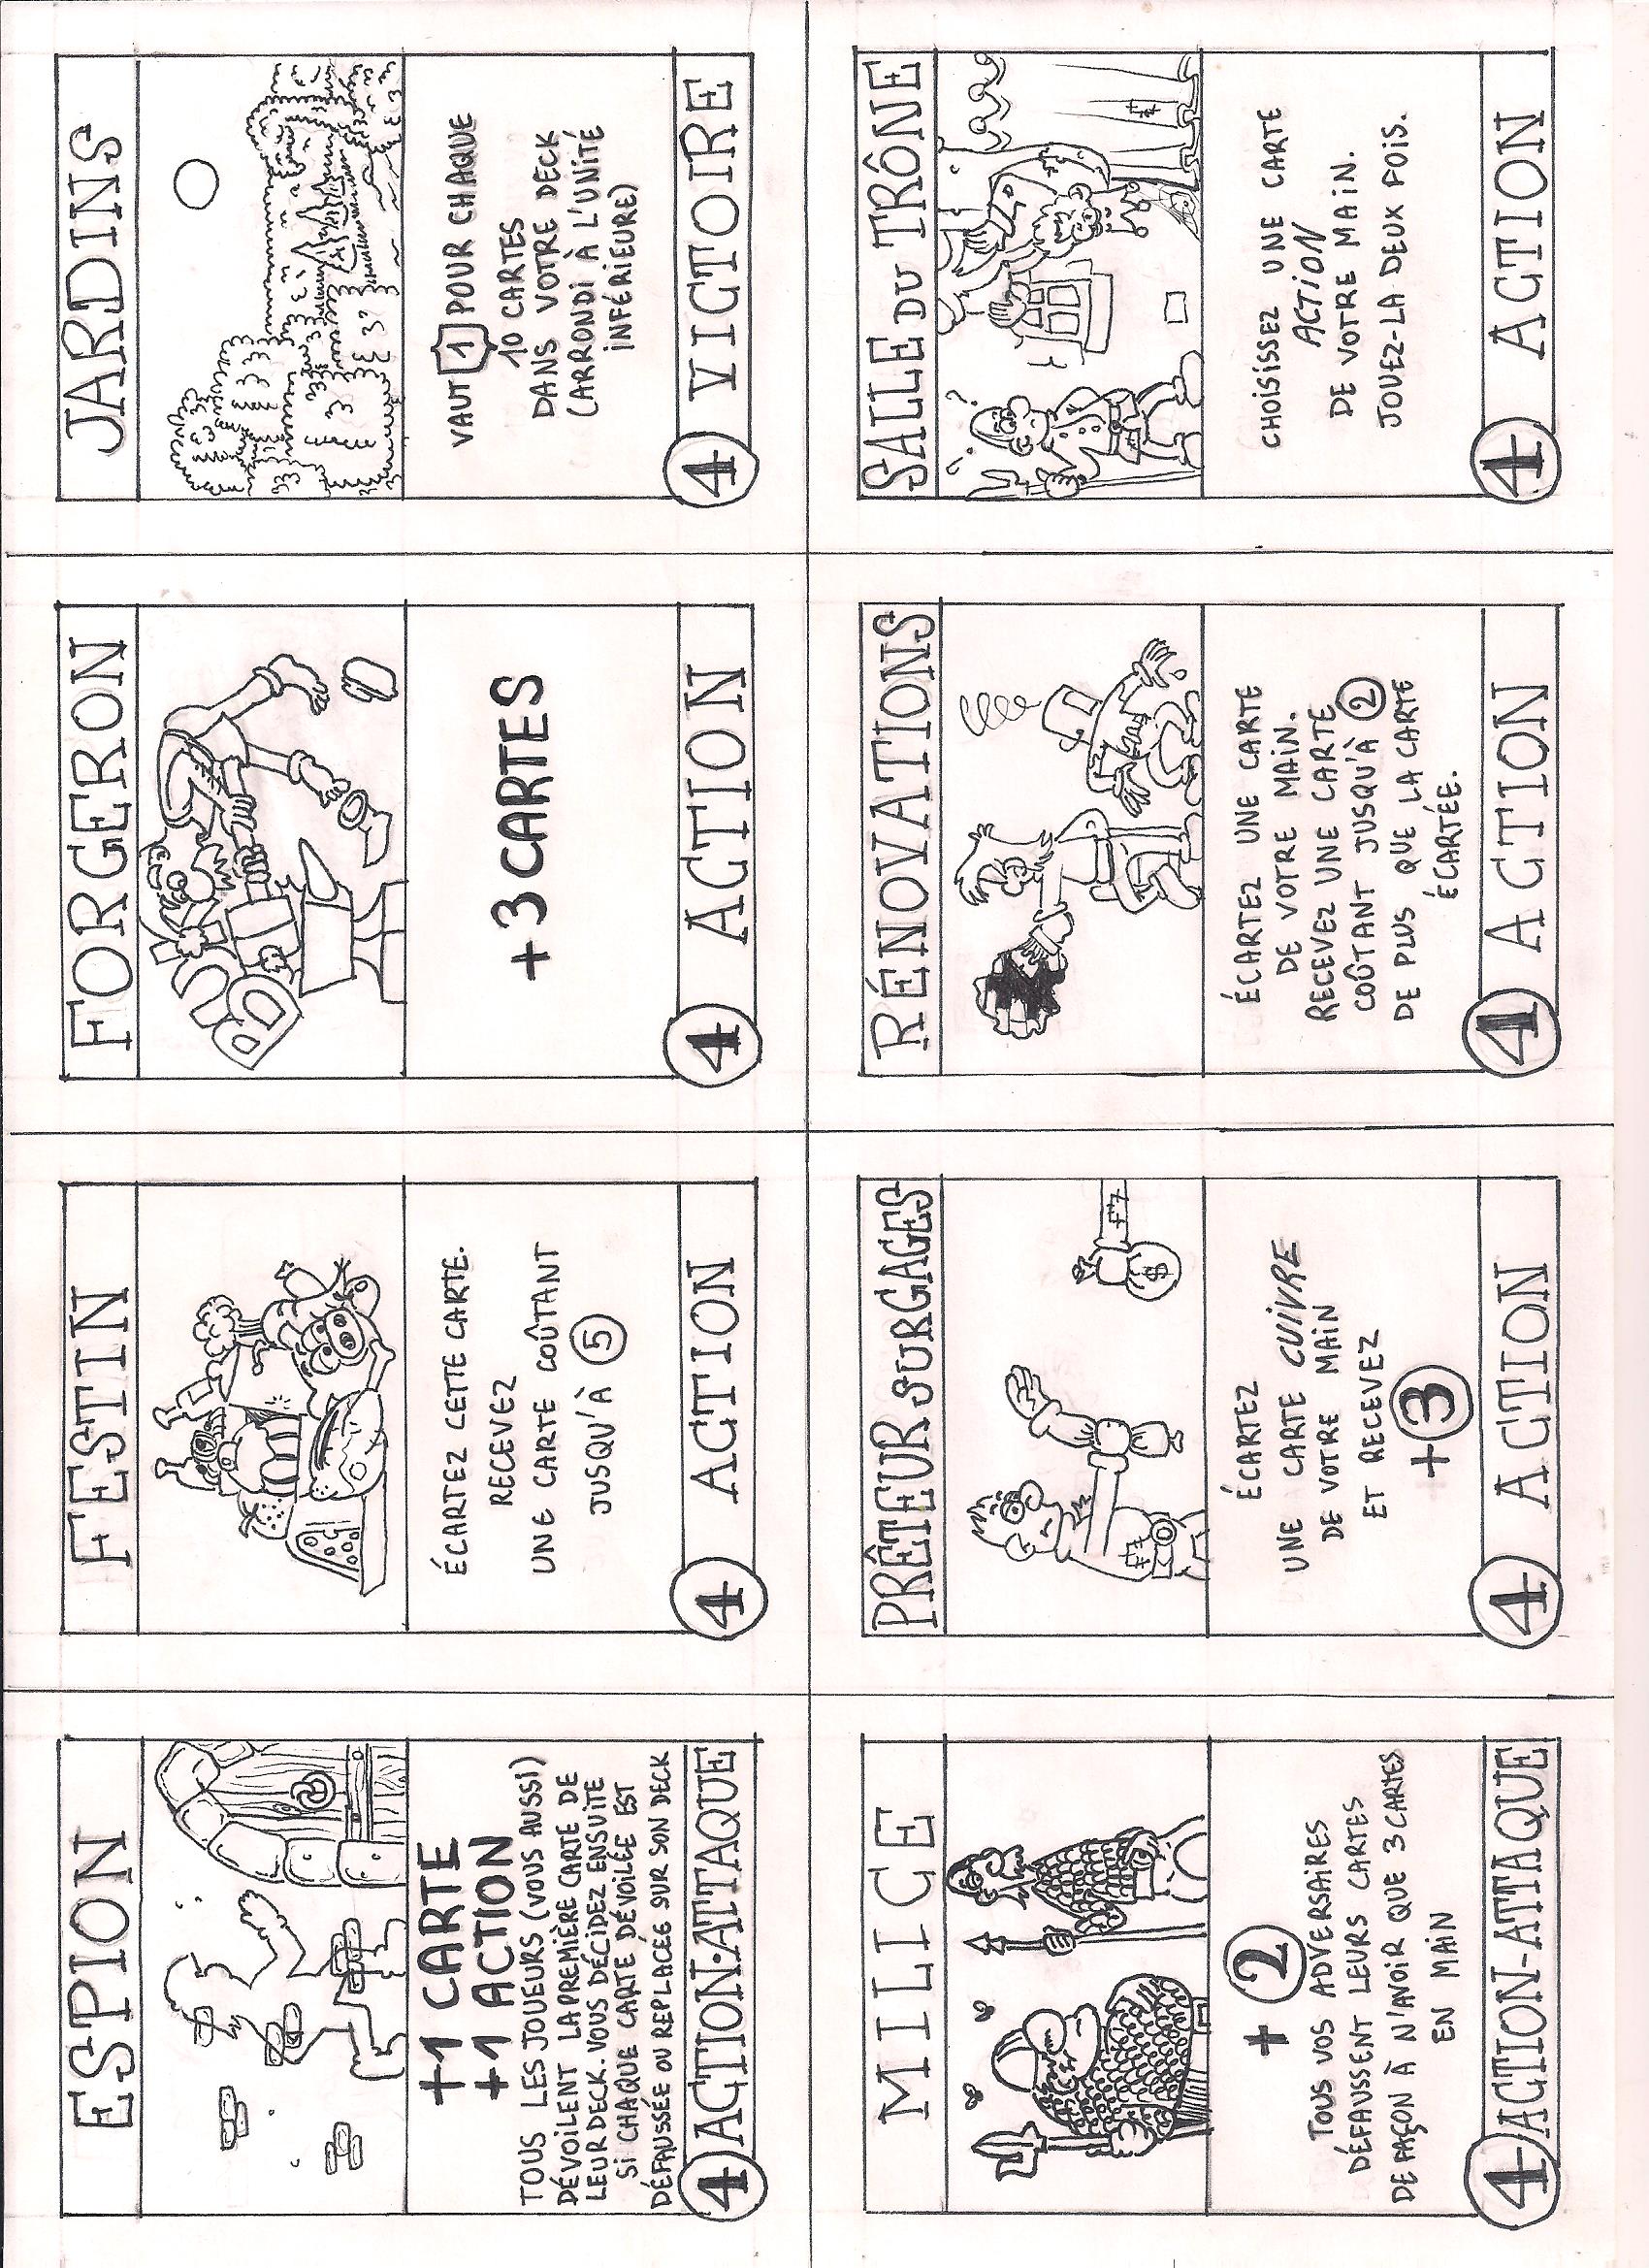 ESPION
+1 CARTE
+1 ACTION
TOUS LES JOUEURS (VOUS AUSSI)
DÉVOILENT LA PREMIÈRE CARTE DE
LEUR DECK. VOUS DÉCIDEZ ENSUITE
SI CHAQUE CARTE DÉVOILÉE EST
DÉFAUSSÉE OU REPLACÉE SUR SON DECK
4 ACTION-ATTAQUE
FESTIN
ÉCARTEZ CETTE CARTE.
RECEVEZ
UNE CARTE COÛTANT
JUSQU'À 5
4 ACTION
FORGERON
+3 CARTES
4 ACTION
JARDINS
VAUT 1 POUR CHAQUE
10 CARTES
DANS VOTRE DECK
(ARRONDI À L'UNITÉ
INFÉRIEURE)
4 VICTOIRE
MILICE
+ 2
TOUS VOS ADVERSAIRES
DÉFAUSSENT LEURS CARTES
DE FAÇON À N'AVOIR QUE 3 CARTES
EN MAIN
4 ACTION-ATTAQUE
PRÊTEUR SUR GAGES
$
ÉCARTEZ
UNE CARTE CUIVRE
DE VOTRE MAIN
ET RECEVEZ
+3
4 ACTION
RÉNOVATIONS
ÉCARTEZ UNE CARTE
DE VOTRE MAIN.
RECEVEZ UNE CARTE
COÛTANT JUSQU'À 2
DE PLUS QUE LA CARTE
ÉCARTÉE.
4 ACTION
SALLE DU TRÔNE
CHOISISSEZ UNE CARTE
ACTION
DE VOTRE MAIN.
JOUEZ-LA DEUX FOIS.
4 ACTION